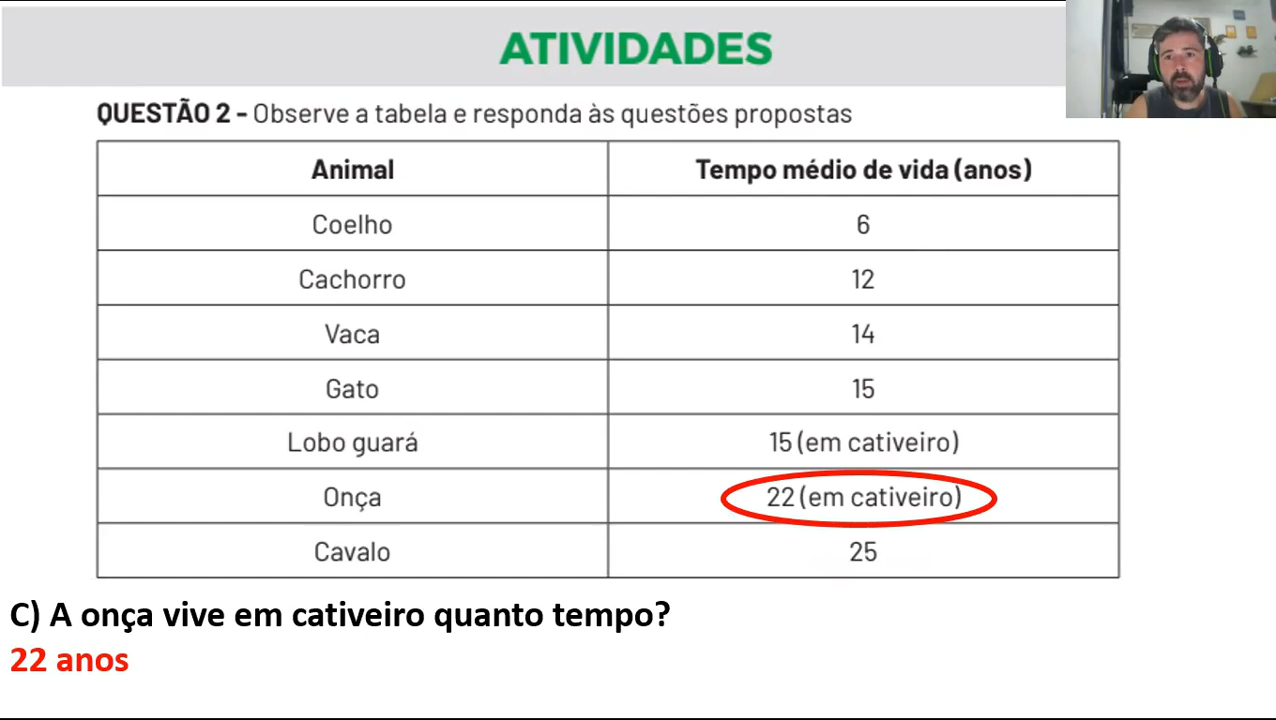 ATIVIDADES
QUESTÃO 2 - Observe a tabela e responda às questões propostas
Animal Tempo médio de vida (anos)
Coelho 6
Cachorro 12
Vaca 14
Gato 15
Lobo guará 15 (em cativeiro)
Onça 22 (em cativeiro)
Cavalo 25
C) A onça vive em cativeiro quanto tempo?
22 anos